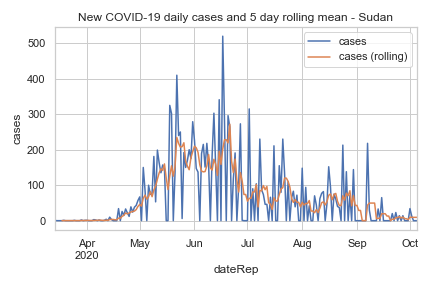 New COVID-19 daily cases and 5 day rolling mean - Sudan
cases
cases (rolling)
500
400
300
200
100
0
cases
Apr
2020
May
Jun
Jul
Aug
Sep
Oct
dateRep